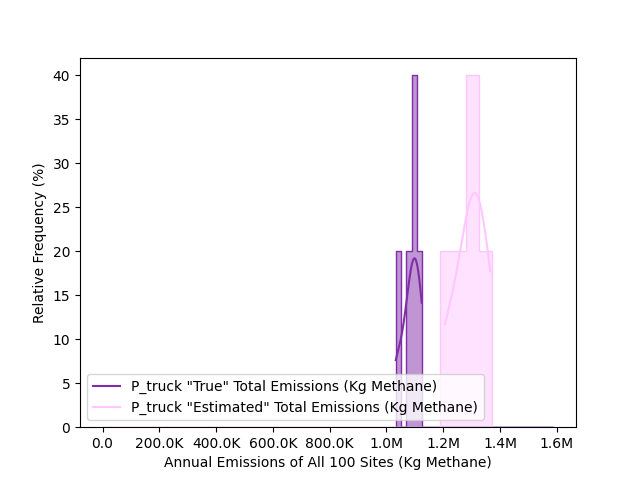 40
35
30
25
20
15
10
5
0
Relative Frequency (%)
P_truck "True" Total Emissions (Kg Methane)
P_truck "Estimated" Total Emissions (Kg Methane)
0.0 200.0K 400.0K 600.0K 800.0K 1.0M 1.2M 1.4M 1.6M
Annual Emissions of All 100 Sites (Kg Methane)